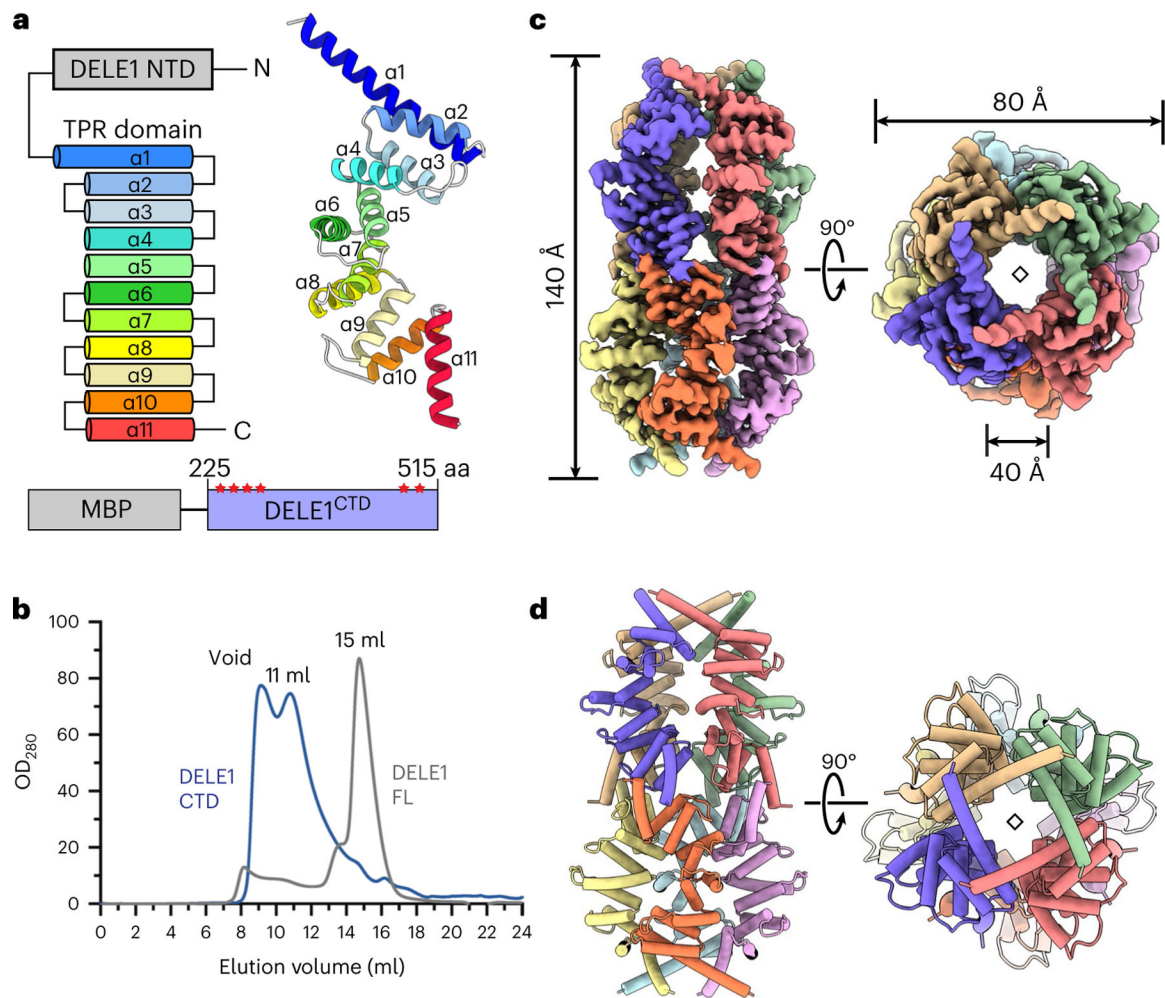 a
DELE1 NTD
N
TPR domain
α1
α2
α3
α4
α5
α6
α7
α8
α9
α10
α11
C
α1
α2
α4
α3
α6
α5
α7
α8
α9
α10
α11
225
515 aa
MBP
DELE1CTD
b
100
80
60
40
20
0
OD280
Void
11 ml
15 ml
DELE1
CTD
DELE1
FL
0 2 4 6 8 10 12 14 16 18 20 22 24
Elution volume (ml)
c
140 Å
90°
80 Å
40 Å
d
90°